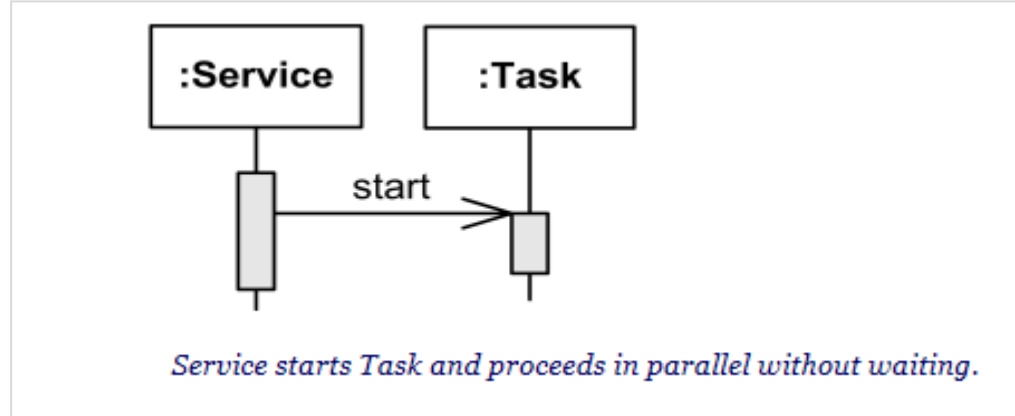 :Service
:Task
start
Service starts Task and proceeds in parallel without waiting.